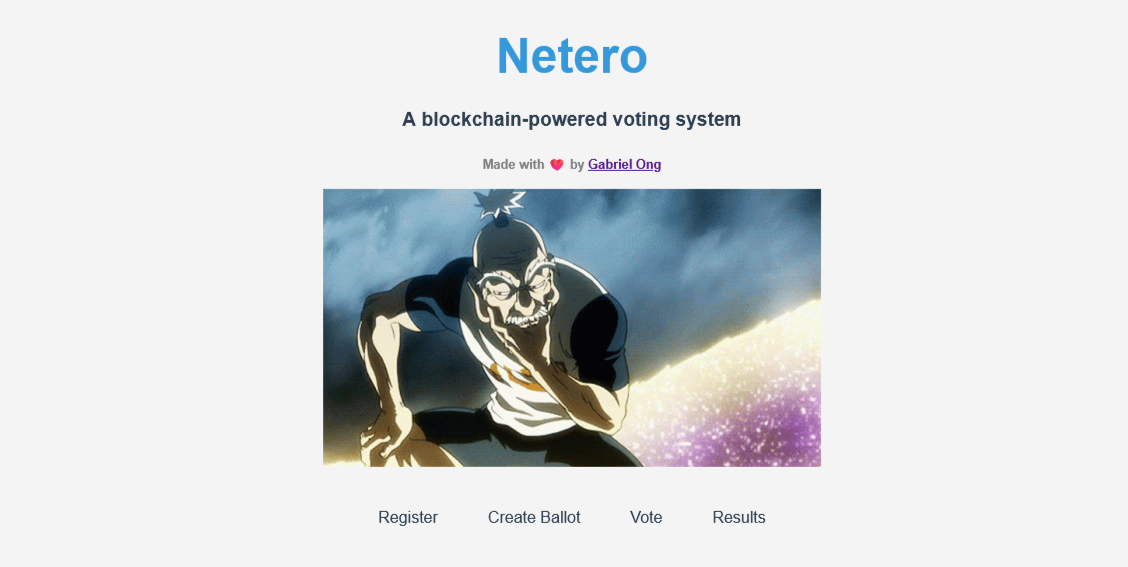 Netero
A blockchain-powered voting system
Made with ❤️ by Gabriel Ong
Register Create Ballot Vote Results